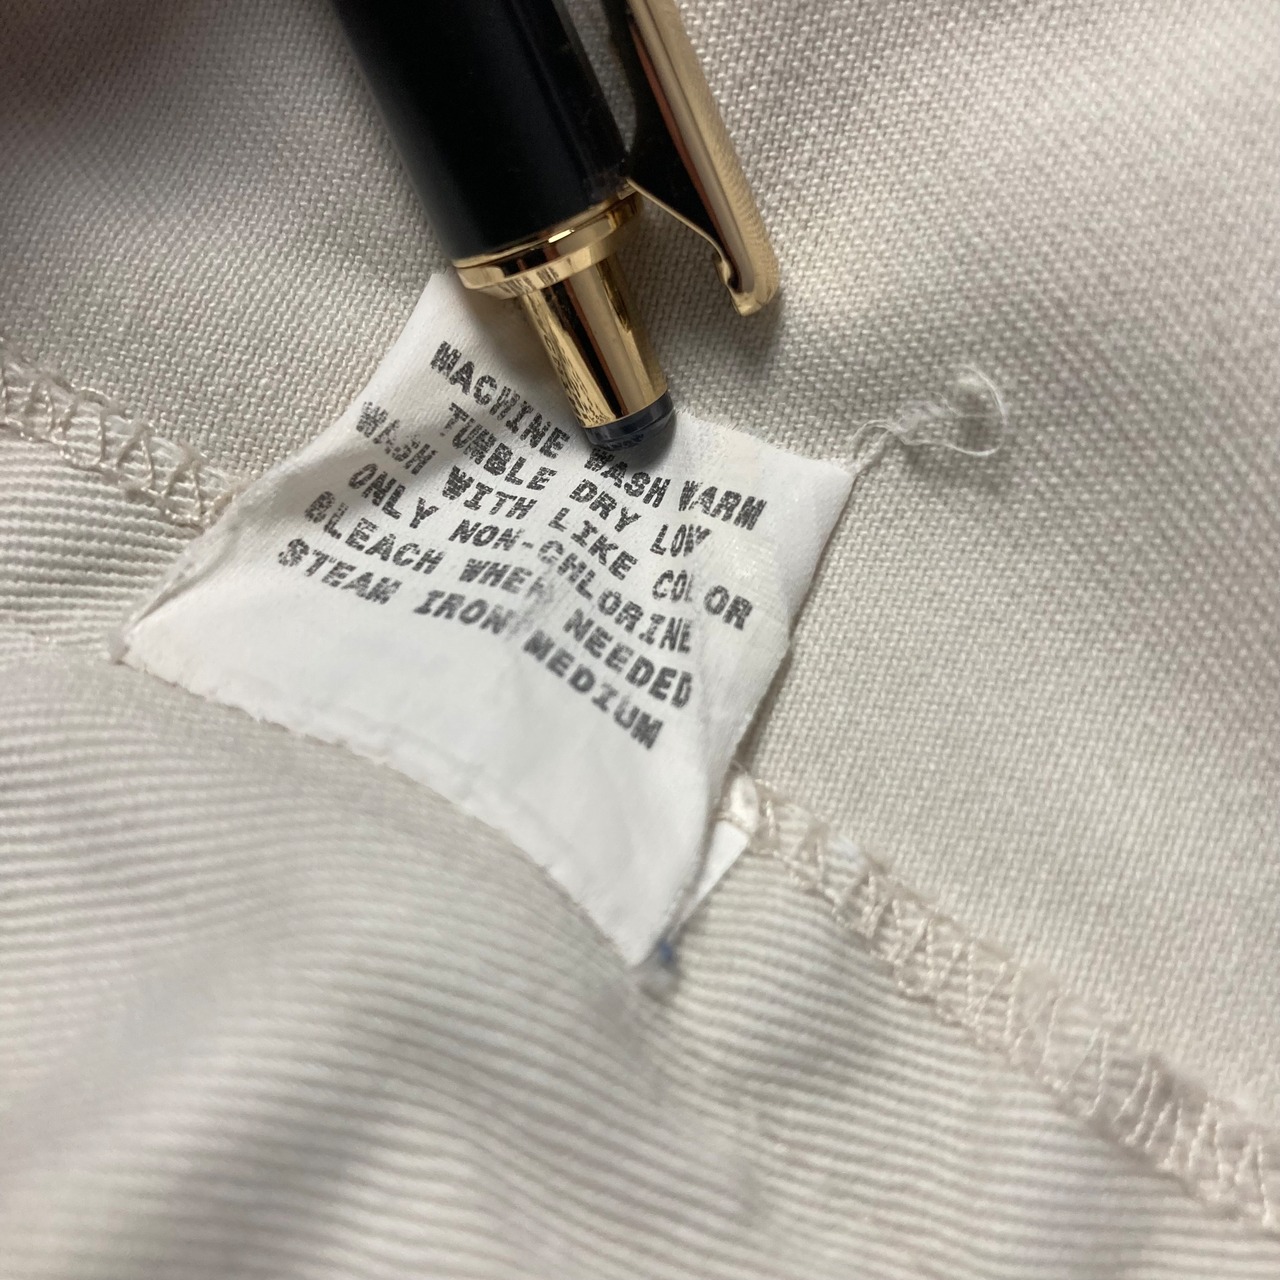 MACHINE WASH WARM
TUMBLE DRY LOW
WASH WITH LIKE COLOR
ONLY NON-CHLORINE
BLEACH WHEN NEEDED
STEAM IRON MEDIUM